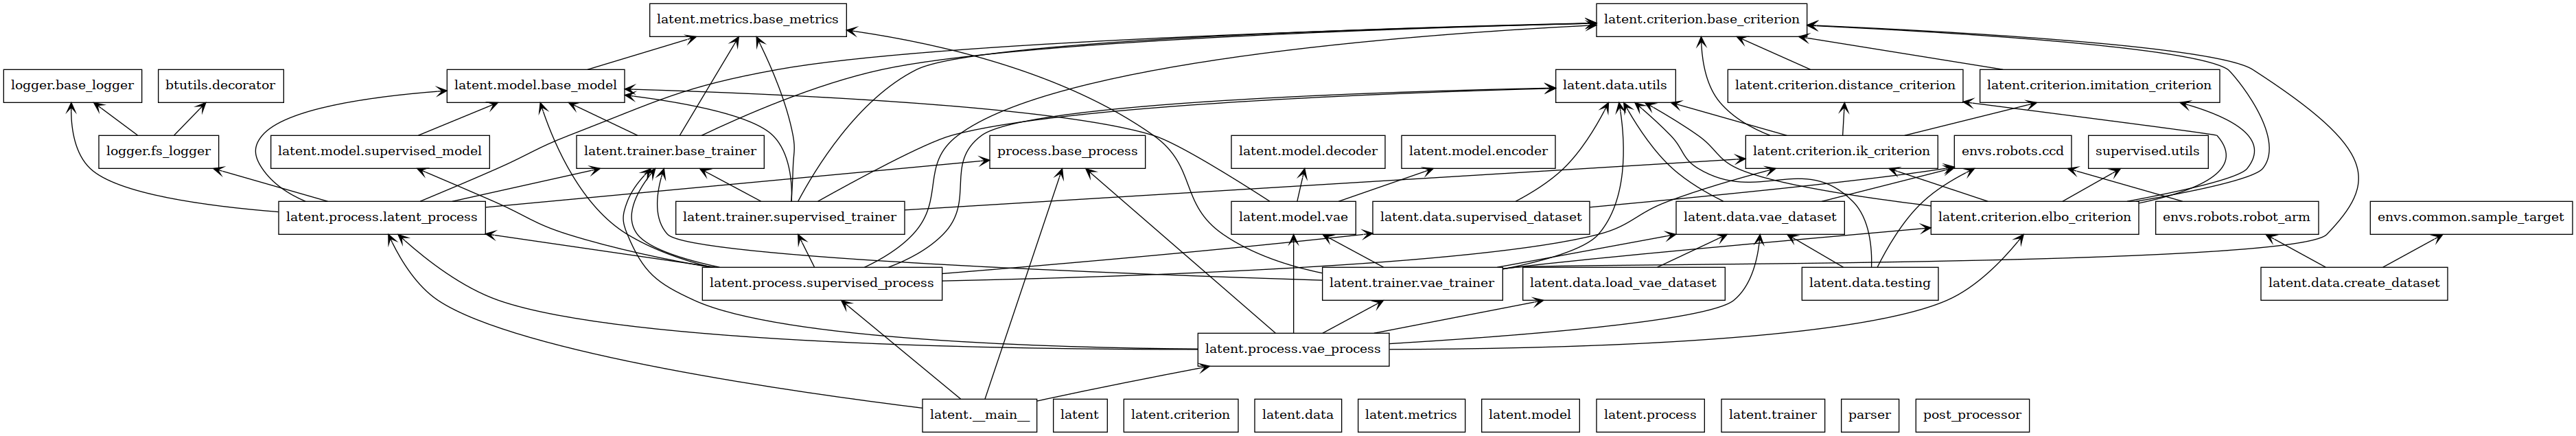 latent.metrics.base_metrics
latent.criterion.base_criterion
logger.base_logger
btutils.decorator
latent.model.base_model
latent.data.utils
latent.criterion.distance_criterion
latent.criterion.imitation_criterion
logger.fs_logger
latent.model.supervised_model
latent.trainer.base_trainer
process.base_process
latent.model.decoder
latent.model.encoder
latent.criterion.ik_criterion
envs.robots.ccd
supervised.utils
latent.process.latent_process
latent.trainer.supervised_trainer
latent.model.vae
latent.data.supervised_dataset
latent.data.vae_dataset
latent.criterion.elbo_criterion
envs.robots.robot_arm
envs.common.sample_target
latent.process.supervised_process
latent.trainer.vae_trainer
latent.data.load_vae_dataset
latent.data.testing
latent.data.create_dataset
latent.process.vae_process
latent.__main__
latent
latent.criterion
latent.data
latent.metrics
latent.model
latent.process
latent.trainer
parser
post_processor